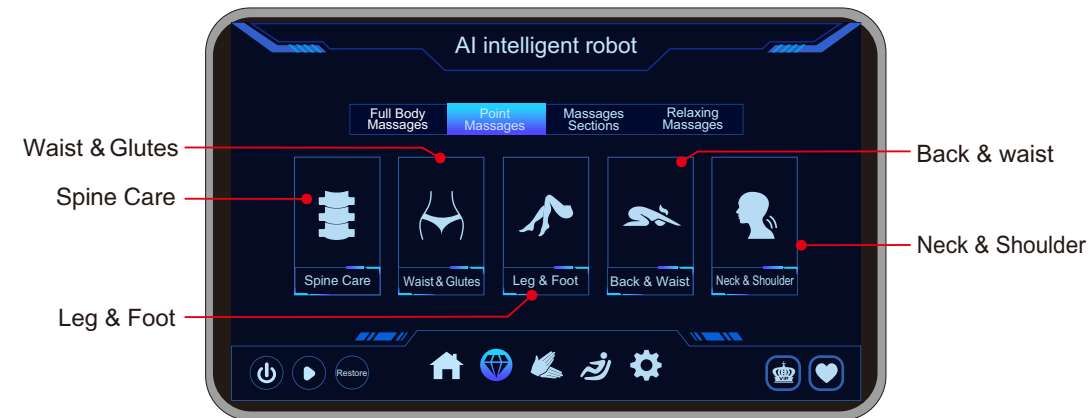 AI intelligent robot
Full Body
Massages
Point
Massages
Massages
Sections
Relaxing
Massages
Waist & Glutes
Spine Care
Leg & Foot
Back & waist
Neck & Shoulder
Spine Care
Waist & Glutes
Leg & Foot
Back & Waist
Neck & Shoulder
Restore
VIP